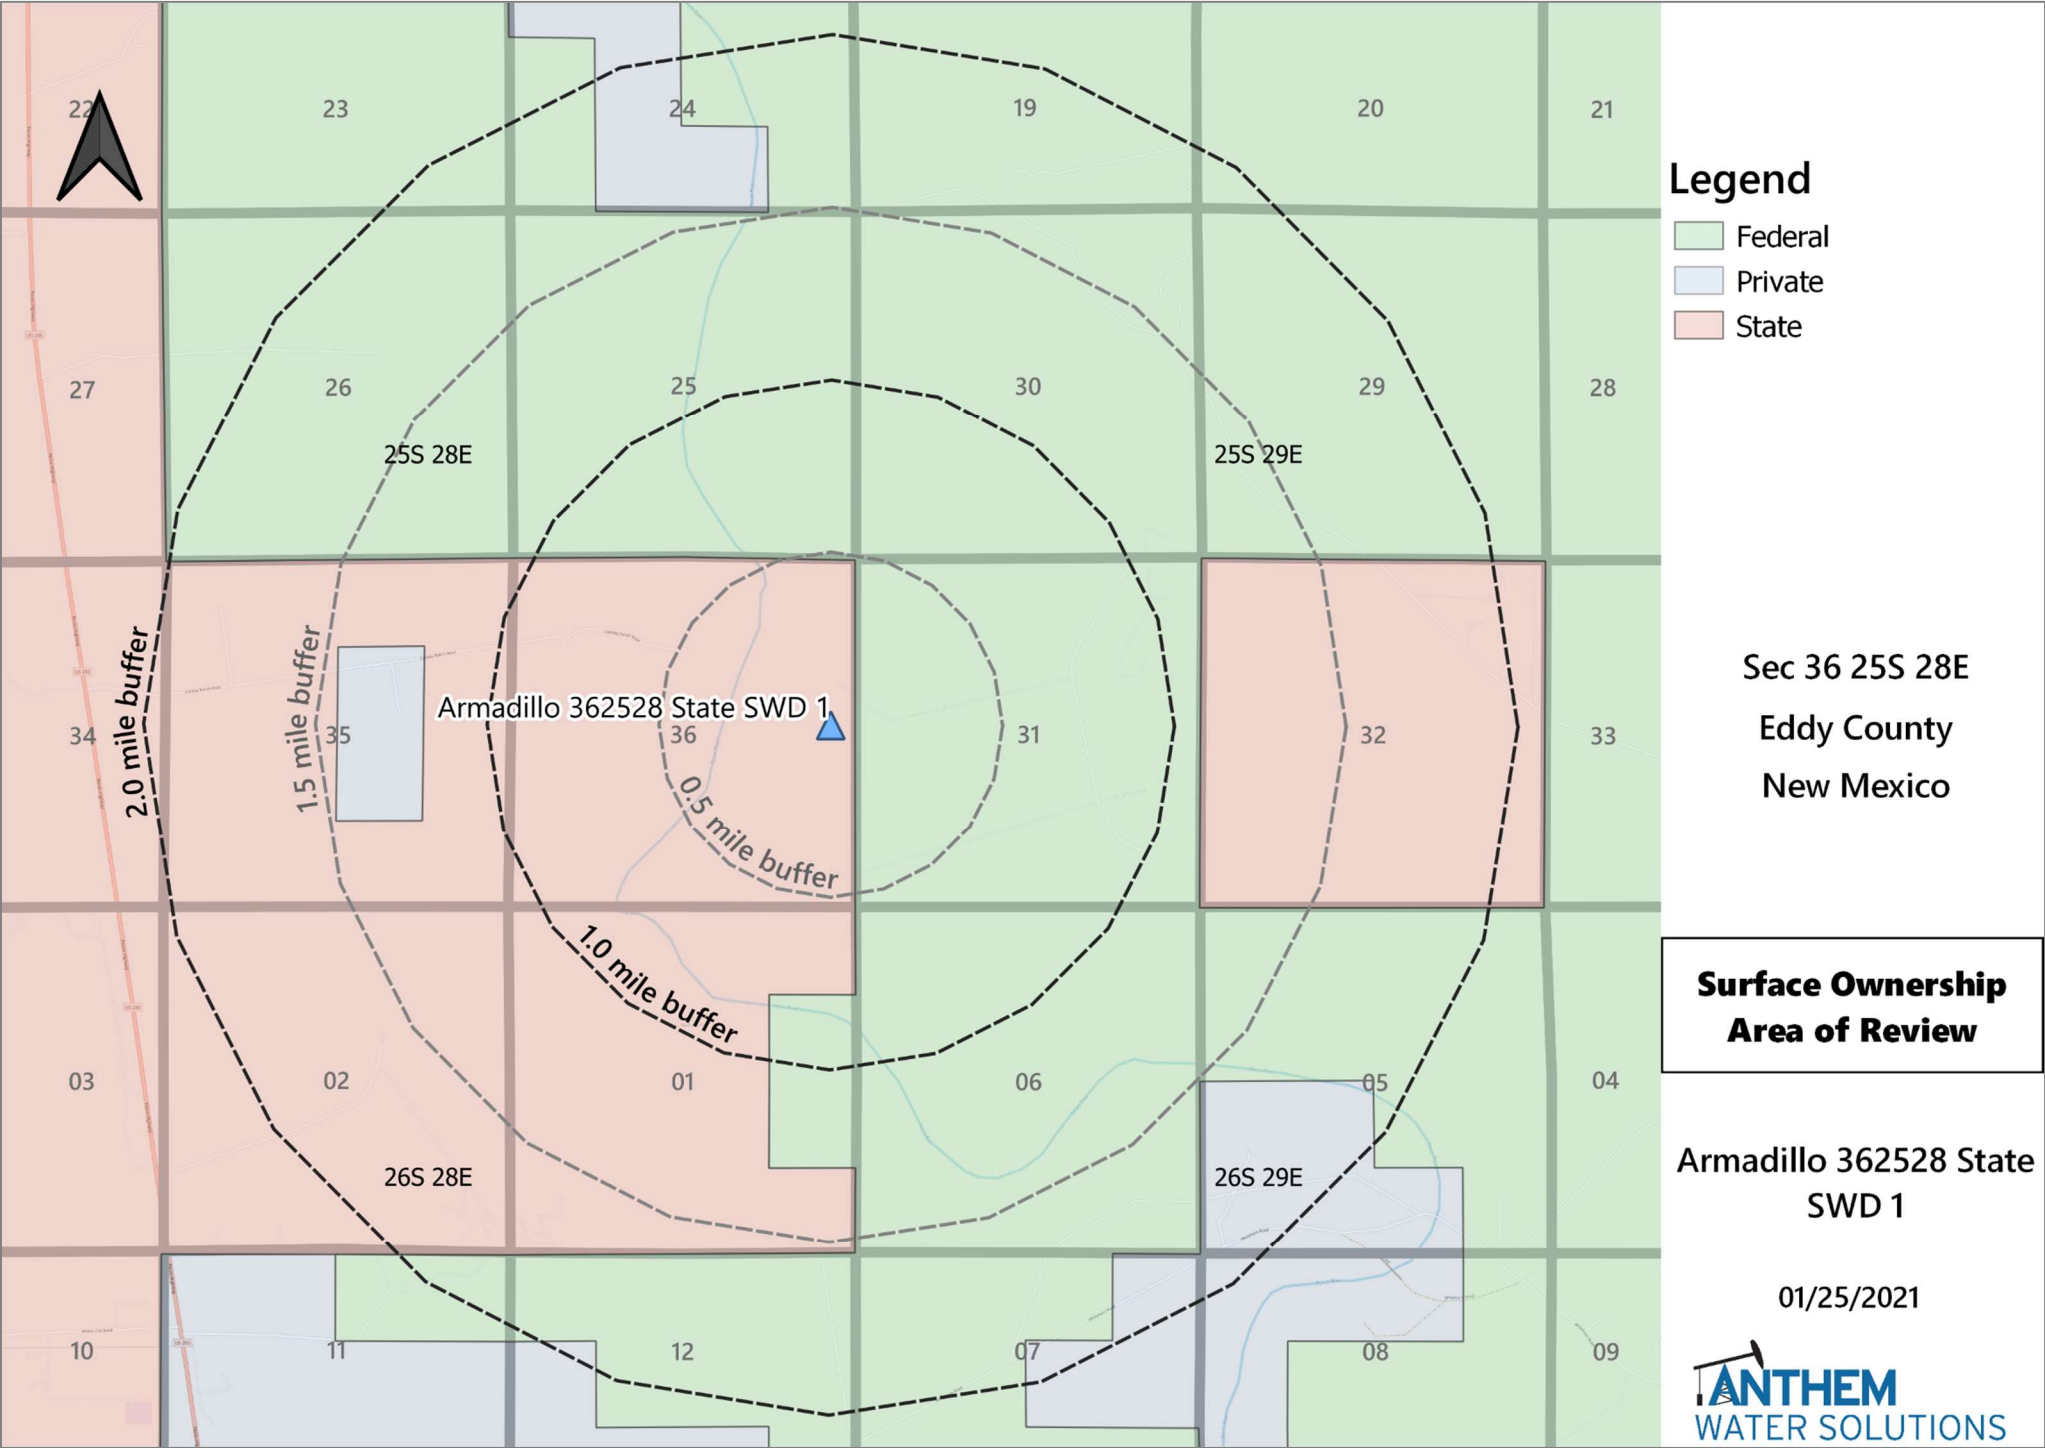 22
23
24
19
20
21
27
26
25
30
29
28
25S 28E
25S 29E
34
35
36
31
32
33
2.0 mile buffer
1.5 mile buffer
Armadillo 362528 State SWD 1
0.5 mile buffer
1.0 mile buffer
03
02
01
06
05
04
26S 28E
26S 29E
10
11
12
07
08
09
Legend
Federal
Private
State
Sec 36 25S 28E
Eddy County
New Mexico
Surface Ownership
Area of Review
Armadillo 362528 State
SWD 1
01/25/2021
ANTHEM
WATER SOLUTIONS